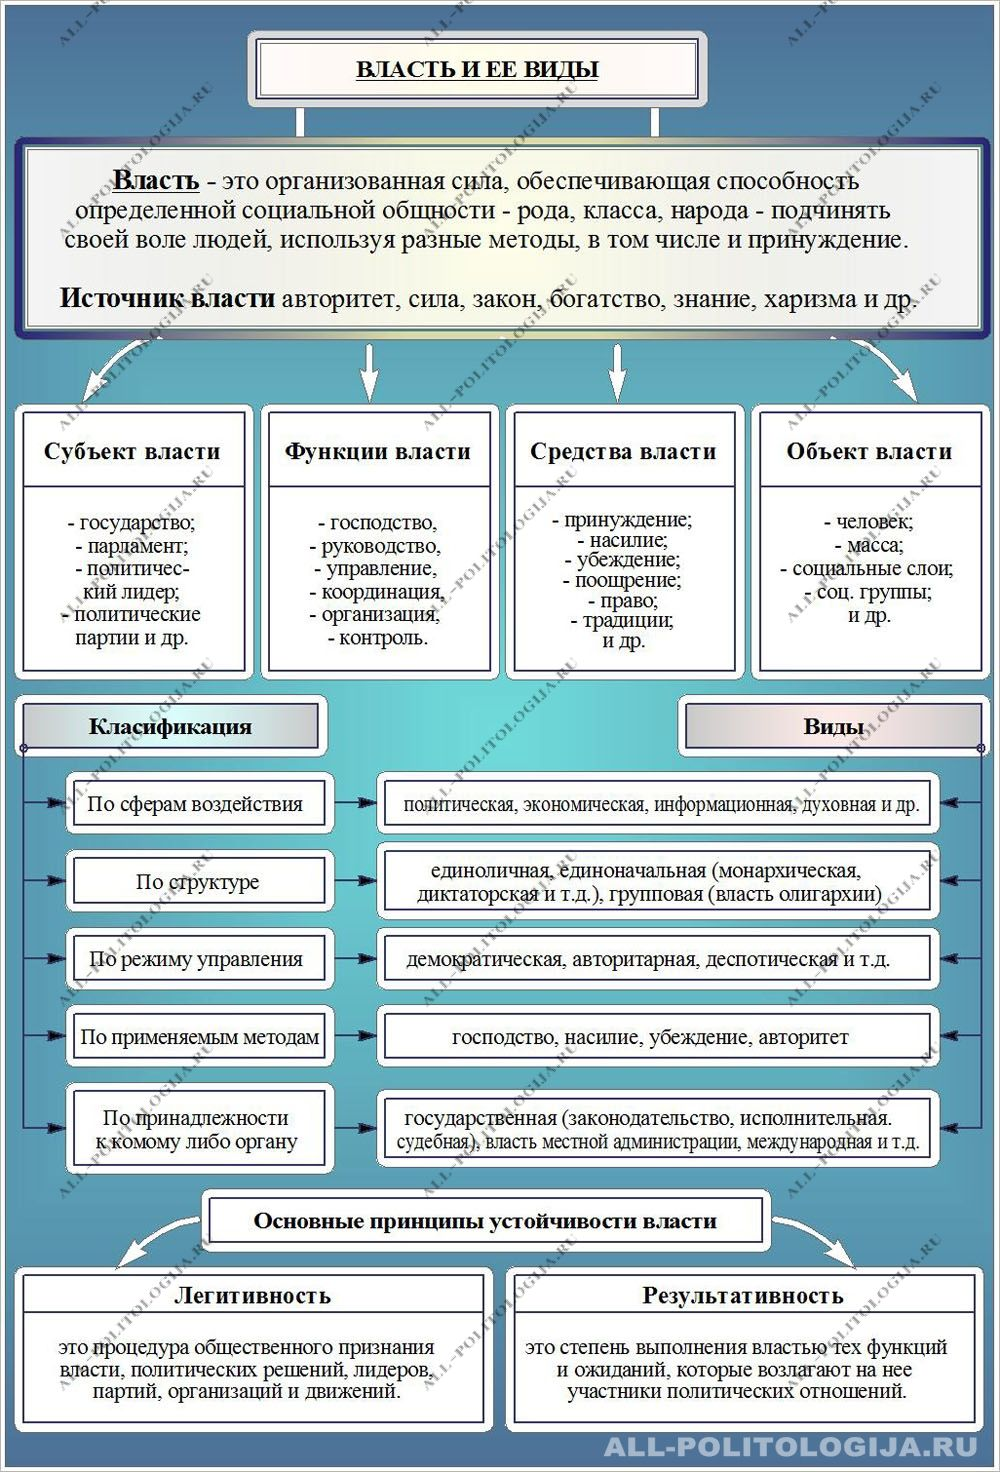 ВЛАСТЬ И ЕЕ ВИДЫ
Власть - это организованная сила, обеспечивающая способность
определенной социальной общности - рода, класса, народа - подчинять
своей воле людей, используя разные методы, в том числе и принуждение.
Источник власти авторитет, сила, закон, богатство, знание, харизма и др.
Субъект власти
- государство;
- парламент;
- политичес-
кий лидер;
- политические
партии и др.
Функции власти
- господство,
- руководство,
- управление,
- координация,
- организация,
- контроль.
Средства власти
- принуждение;
- насилие;
- убеждение;
- поощрение;
- право;
- традиции;
и др.
Объект власти
- человек;
- масса;
- социальные слои;
- соц. группы;
и др.
Класификация
Виды
По сферам воздействия
политическая, экономическая, информационная, духовная и др.
По структуре
единоличная, единоначальная (монархическая,
диктаторская и т.д.), групповая (власть олигархии)
По режиму управления
демократическая, авторитарная, деспотическая и т.д.
По применяемым методам
господство, насилие, убеждение, авторитет
По принадлежности
к комому либо органу
государственная (законодательство, исполнительная.
судебная), власть местной администрации, международная и т.д.
Основные принципы устойчивости власти
Легитивность
это процедура общественного признания
власти, политических решений, лидеров,
партий, организаций и движений.
Результативность
это степень выполнения властью тех функций
и ожиданий, которые возлагают на нее
участники политических отношений.
ALL-POLITOLOGIJA.RU